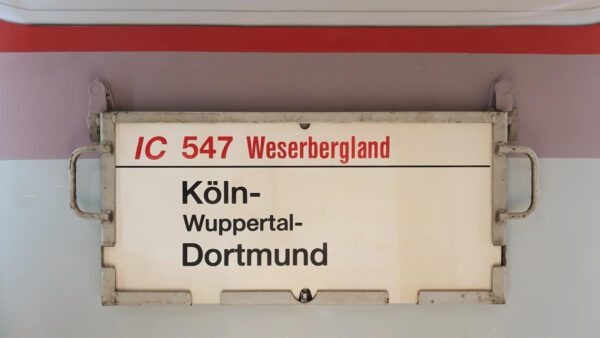 IC 547 Weserbergland
Köln-
Wuppertal-
Dortmund